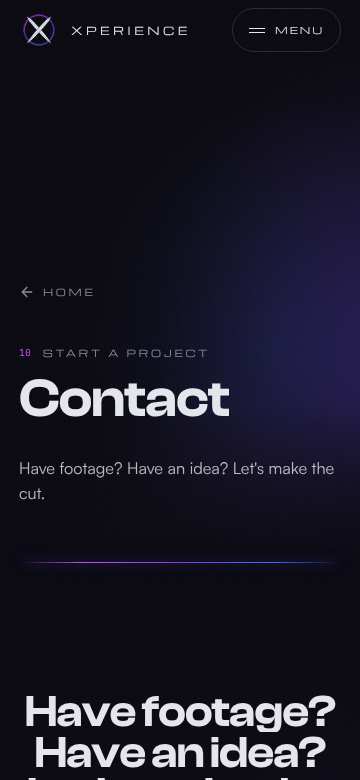 XPERIENCE
MENU
HOME
10 START A PROJECT
Contact
Have footage? Have an idea? Let's make the
cut.
Have footage?
Have an idea?